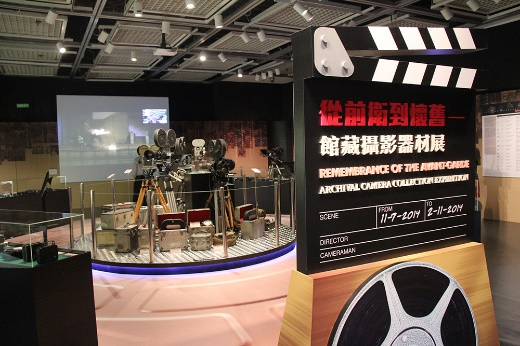 從前衛到懷舊—
館藏攝影器材展
REMEMBRANCE OF THE AVANT-GARDE
ARCHIVAL CAMERA COLLECTION EXHIBITION
SCENE
FROM
11-7-2014
TO
2-11-2014
DIRECTOR
CAMERAMAN